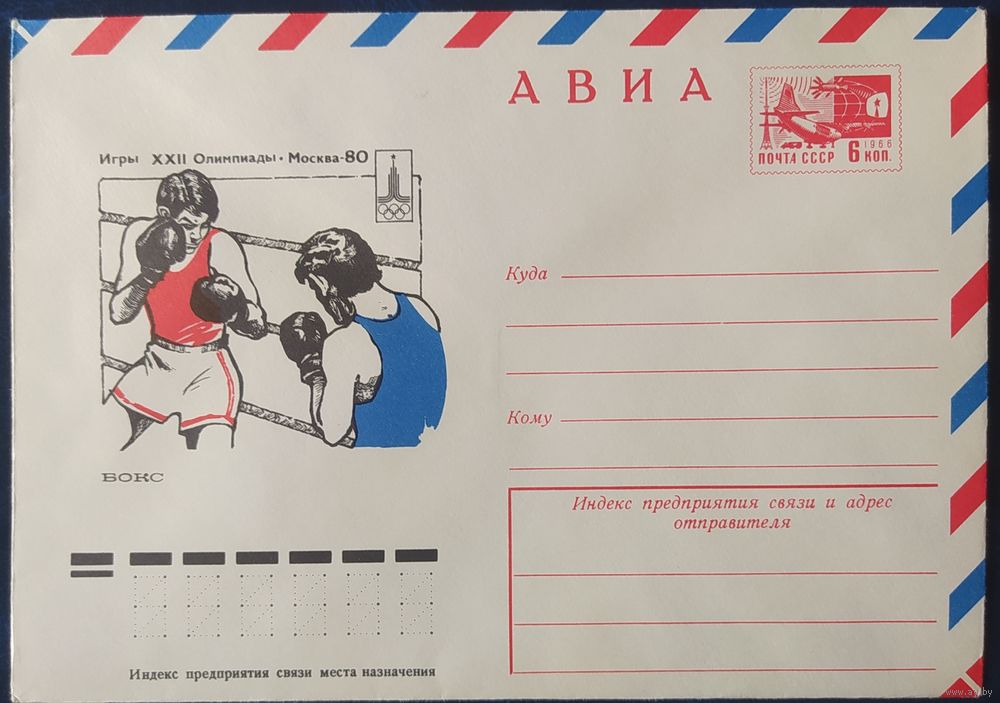 АВИА
1966
ПОЧТА СССР 6 КОП.
Игры XXII Олимпиады • Москва-80
Куда
Кому
БОКС
Индекс предприятия связи и адрес
отправителя
Индекс предприятия связи места назначения